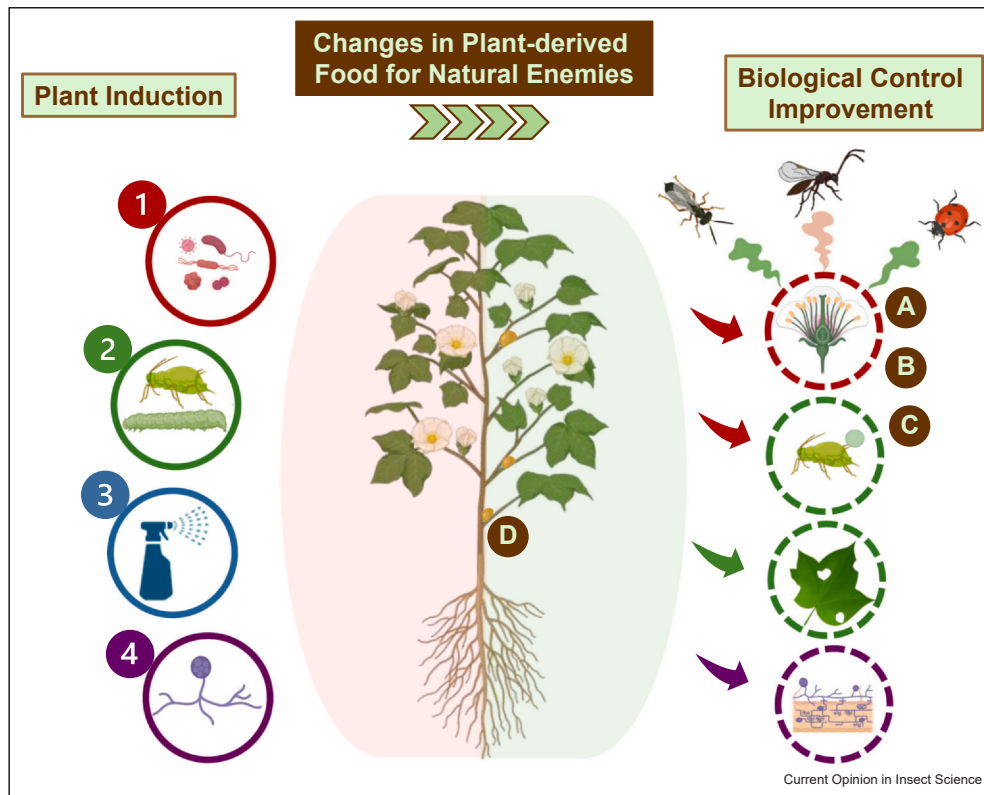 Changes in Plant-derived
Food for Natural Enemies
Plant Induction
Biological Control
Improvement
1
2
3
4
A
B
C
D
Current Opinion in Insect Science